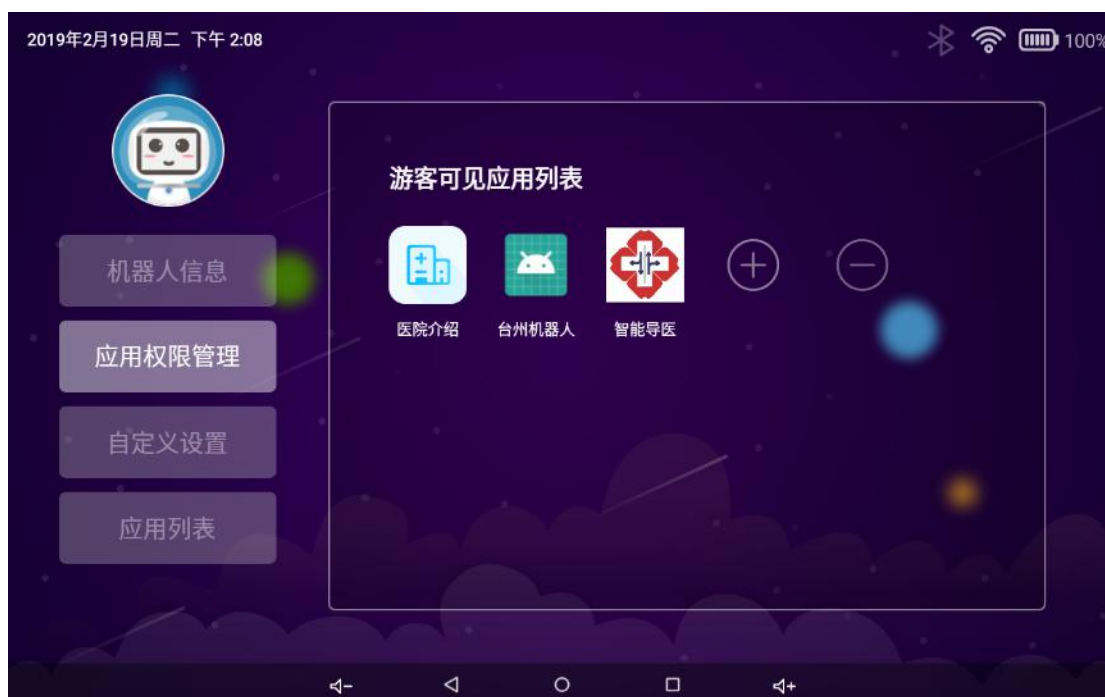 2019年2月19日周二 下午 2:08
100%
游客可见应用列表
机器人信息
应用权限管理
自定义设置
应用列表
医院介绍
台州机器人
智能导医